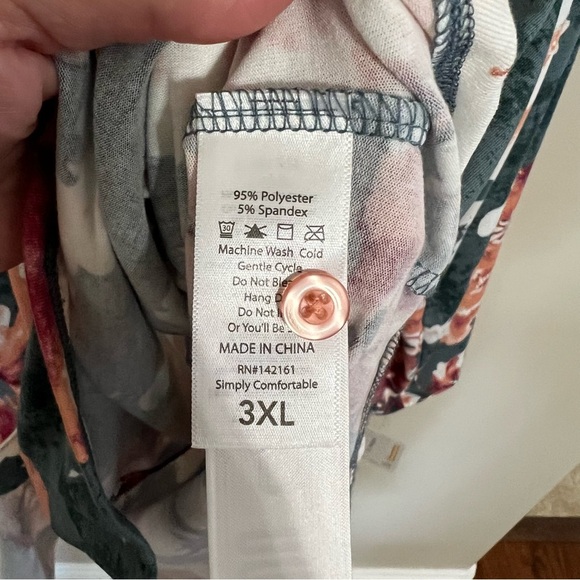 95% Polyester
5% Spandex
30
Machine Wash Cold
Gentle Cycle
Do Not
Hang
Do Not
Or You'll Be
MADE IN CHINA
RN#142161
Simply Comfortable
3XL